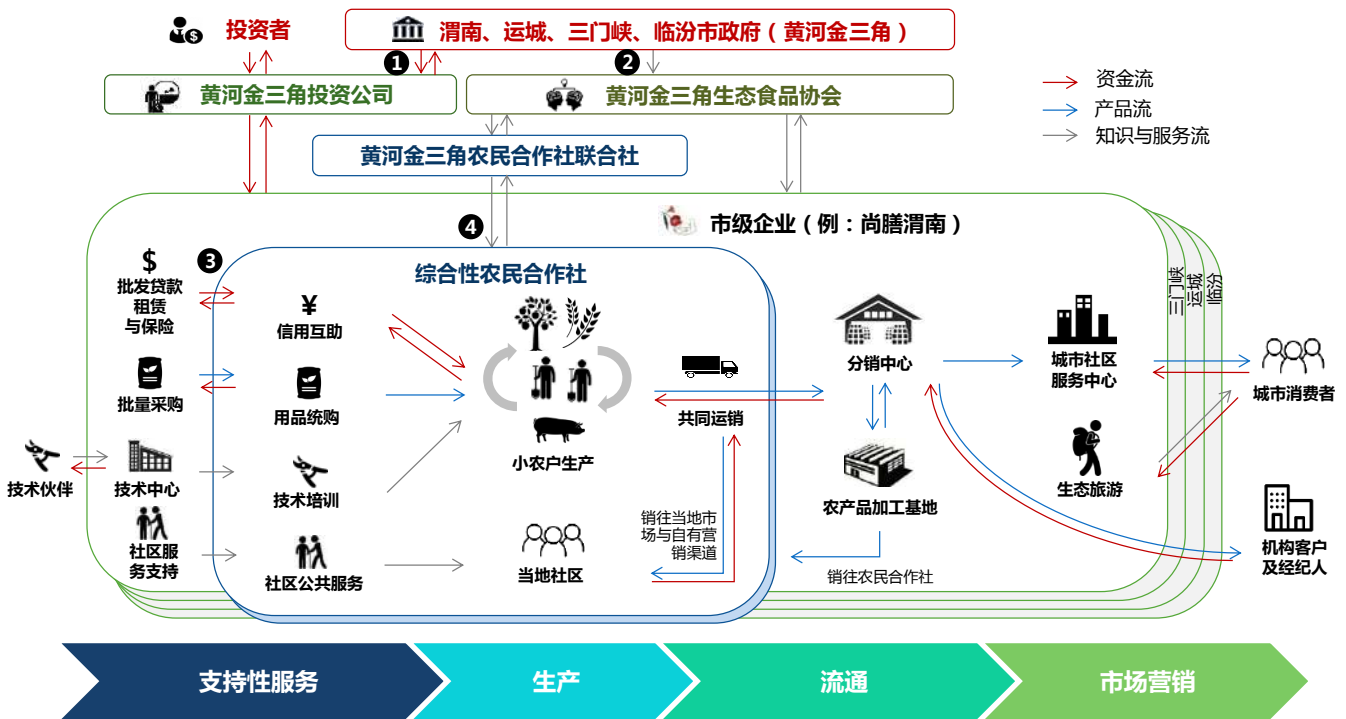 投资者
渭南、运城、三门峡、临汾市政府（黄河金三角）
1
2
黄河金三角投资公司
黄河金三角生态食品协会
资金流
产品流
知识与服务流
黄河金三角农民合作社联合社
4
市级企业（例：尚膳渭南）
3
综合性农民合作社
$
批发贷款
租赁
与保险
¥
信用互助
三门峡
运城
临汾
分销中心
城市社区
服务中心
城市消费者
批量采购
用品统购
共同运销
小农户生产
技术伙伴
技术中心
技术培训
农产品加工基地
生态旅游
销往当地市
场与自有营
销渠道
社区服
务支持
社区公共服务
当地社区
销往农民合作社
机构客户
及经纪人
支持性服务
生产
流通
市场营销